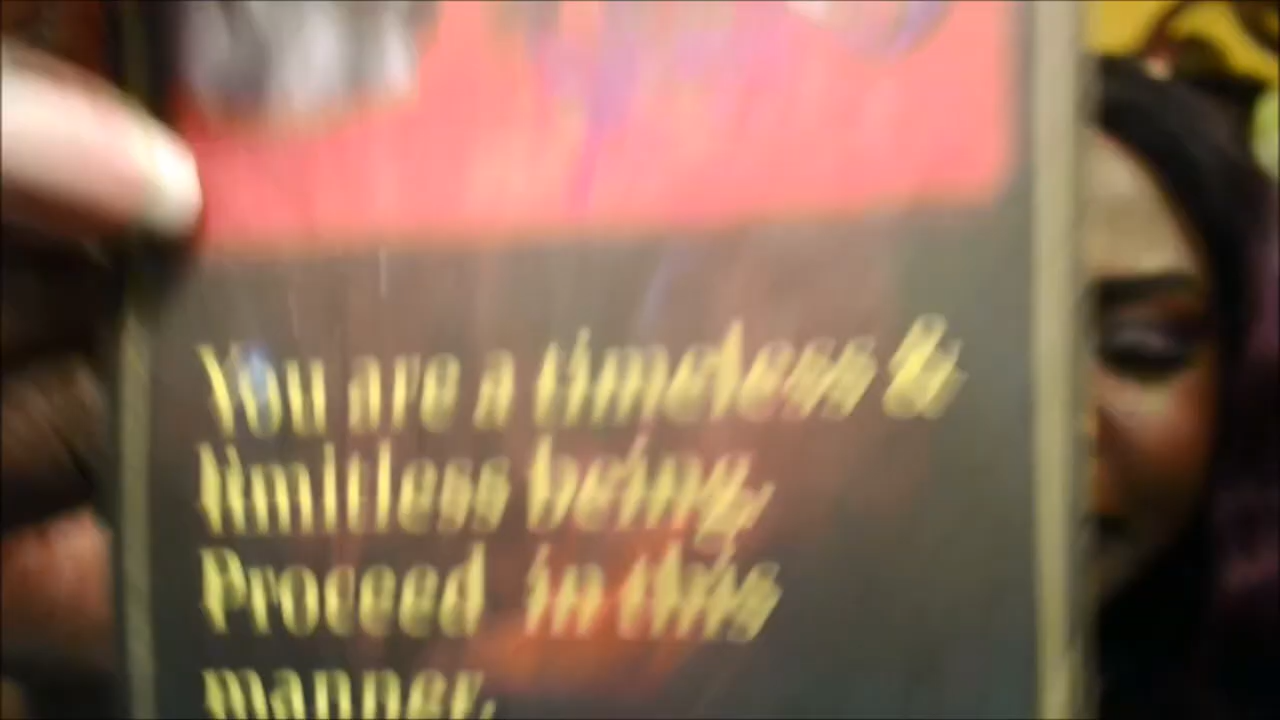 You are a timeless &
limitless being,
Proceed in this
manner.